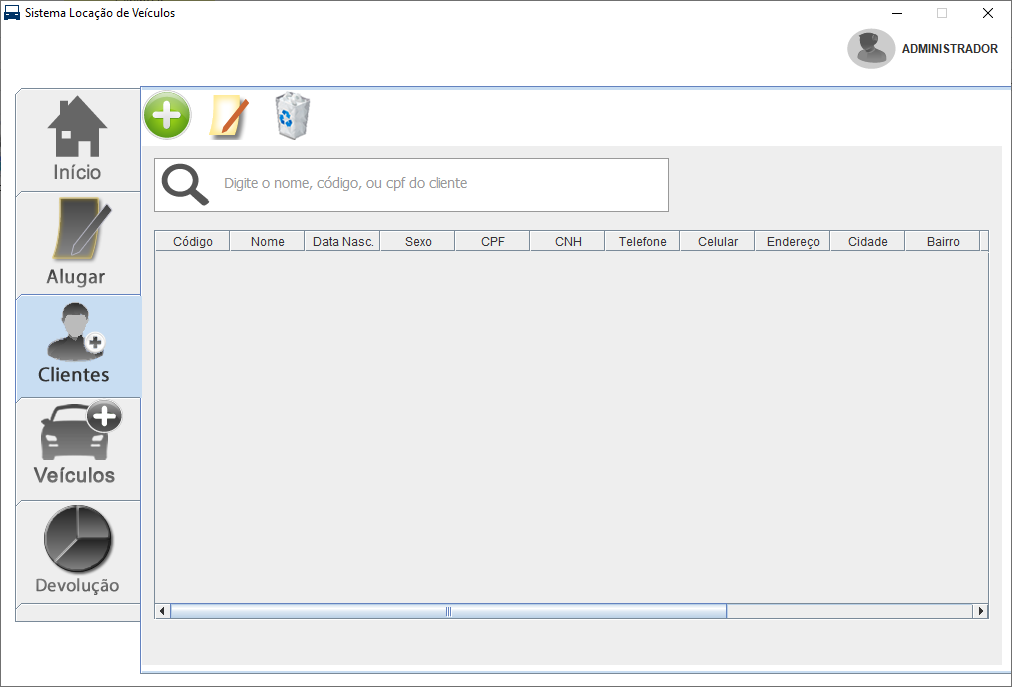 Sistema Locação de Veículos
ADMINISTRADOR
Início
Alugar
Clientes
Veículos
Devolução
Digite o nome, código, ou cpf do cliente
Código Nome Data Nasc. Sexo CPF CNH Telefone Celular Endereço Cidade Bairro